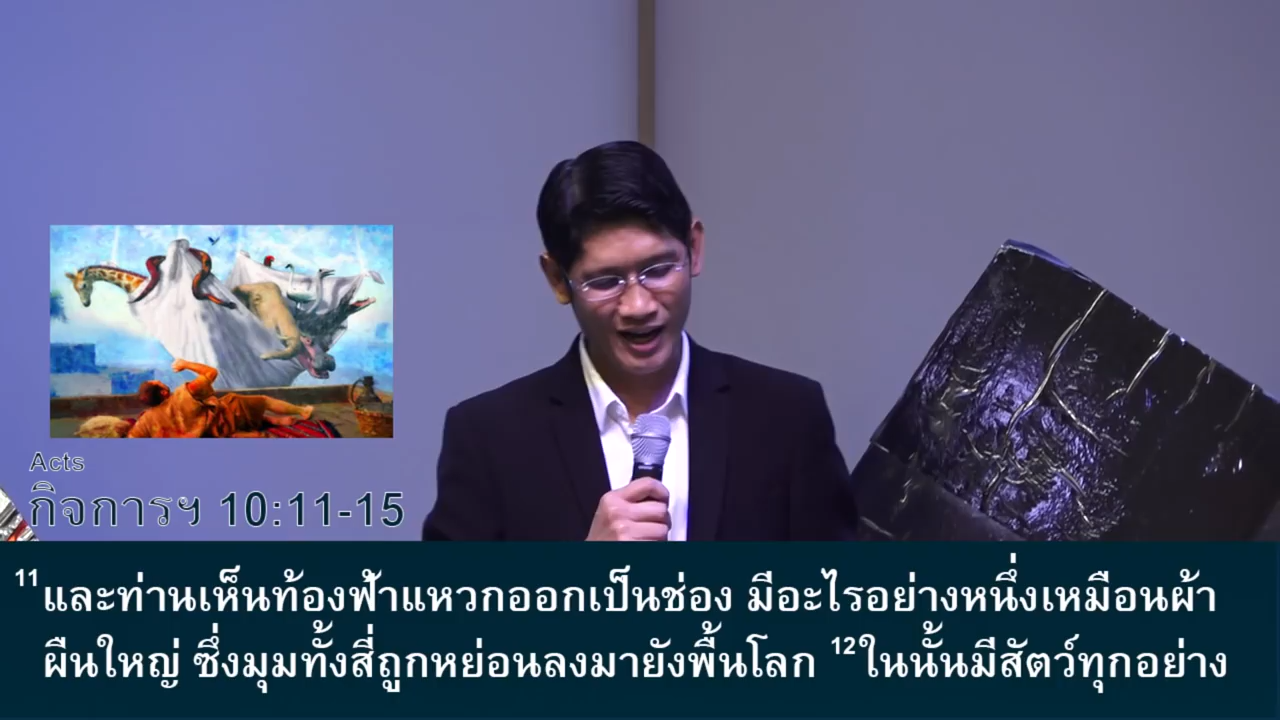 Acts
กิจการฯ 10:11-15
11 และท่านเห็นท้องฟ้าแหวกออกเป็นช่อง มีอะไรอย่างหนึ่งเหมือนผ้า
ผืนใหญ่ ซึ่งมุมทั้งสี่ถูกหย่อนลงมายังพื้นโลก 12 ในนั้นมีสัตว์ทุกอย่าง